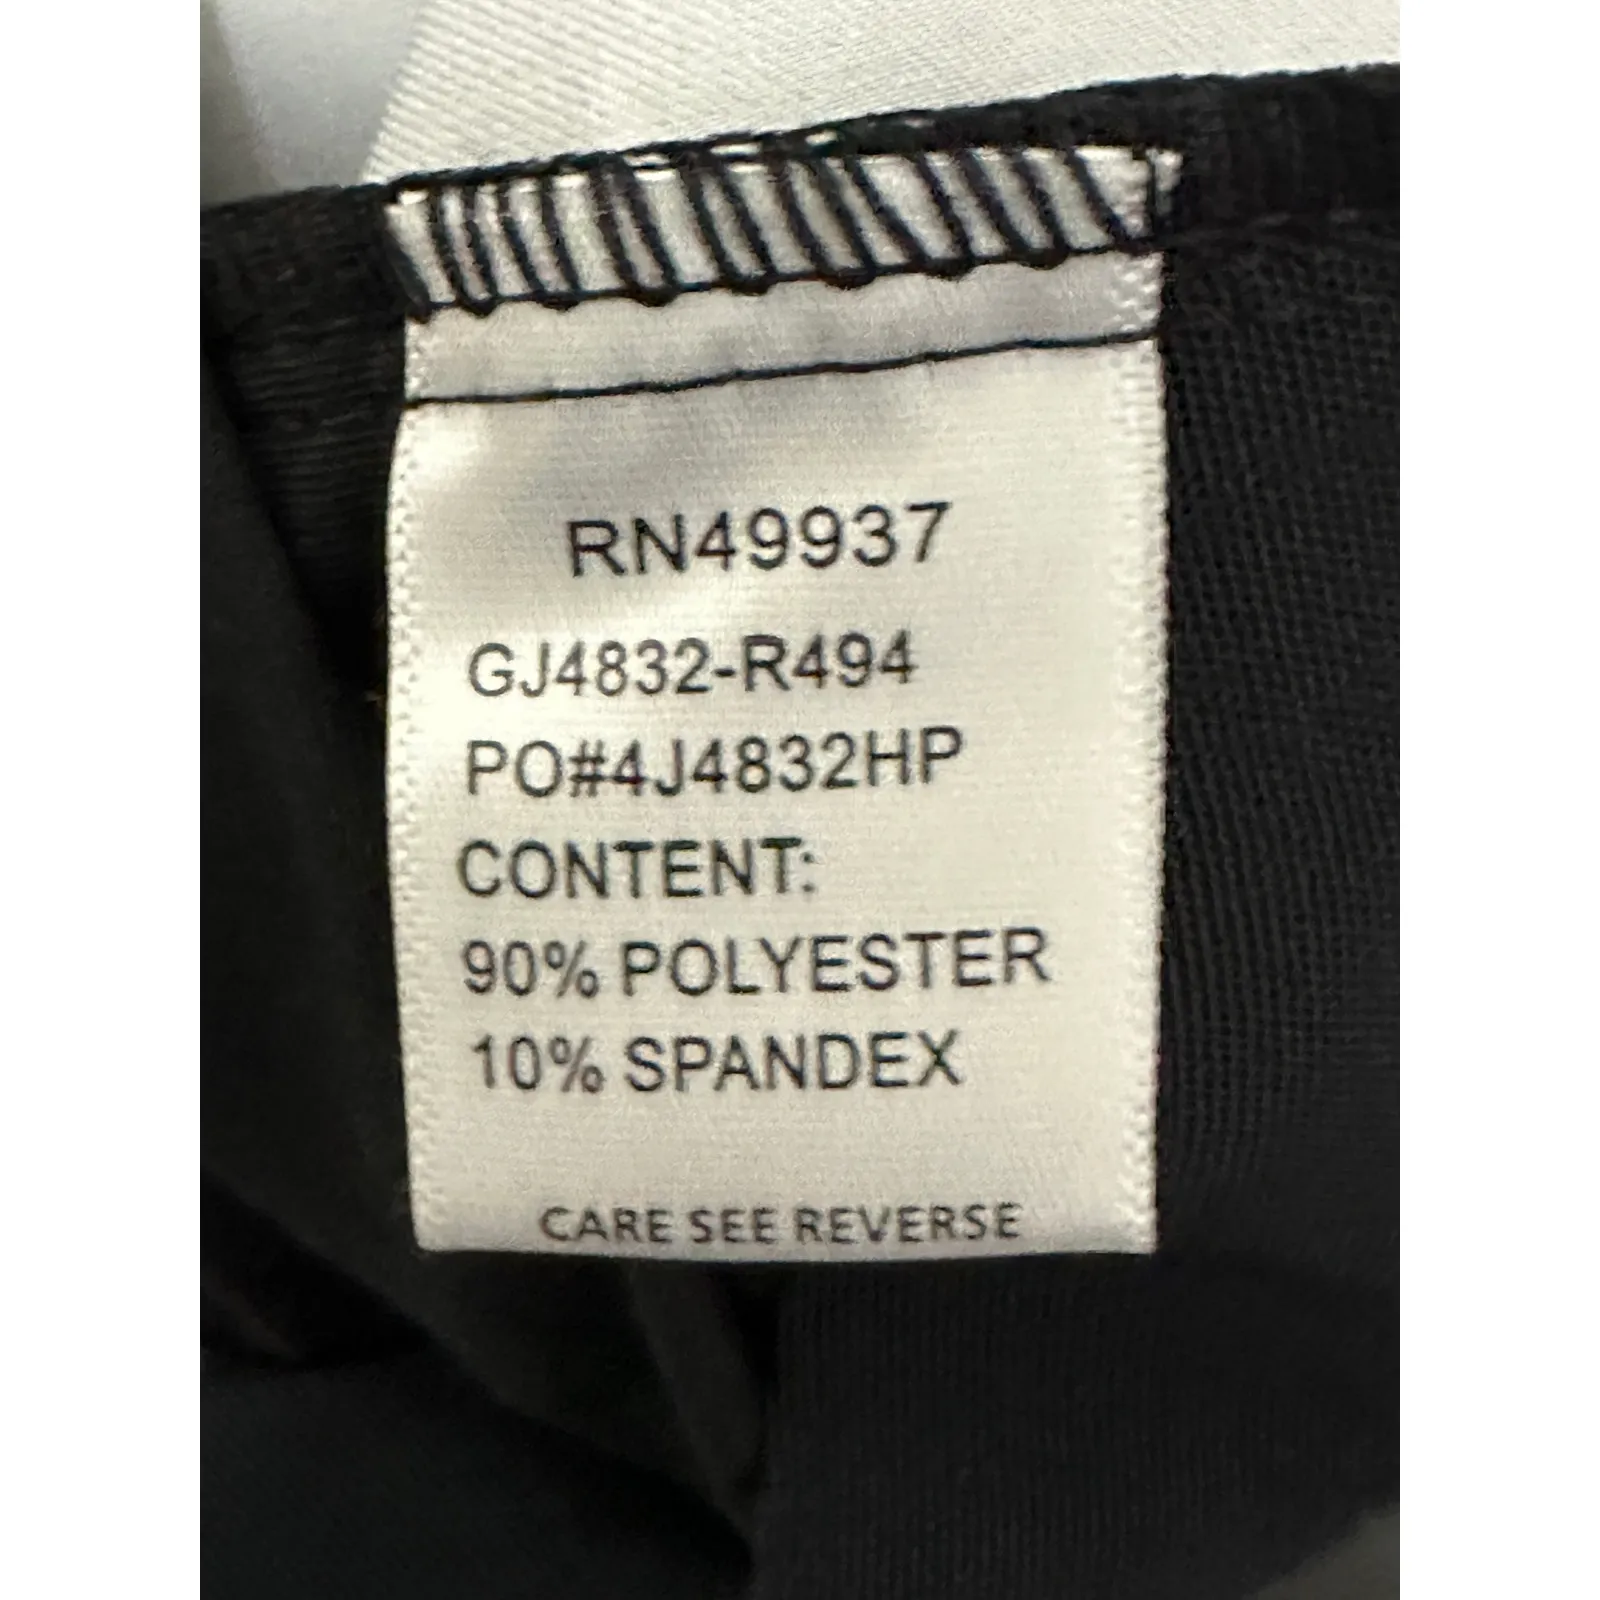 RN49937
GJ4832-R494
PO#4J4832HP
CONTENT:
90% POLYESTER
10% SPANDEX
CARE SEE REVERSE